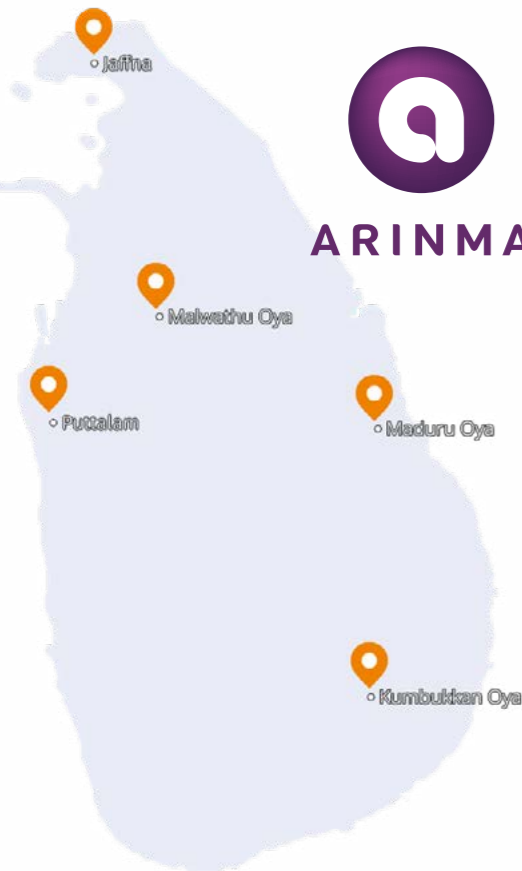 Jaffna
ARINMA
Malwathu Oya
Puttalam
Maduru Oya
Kumbukkan Oya